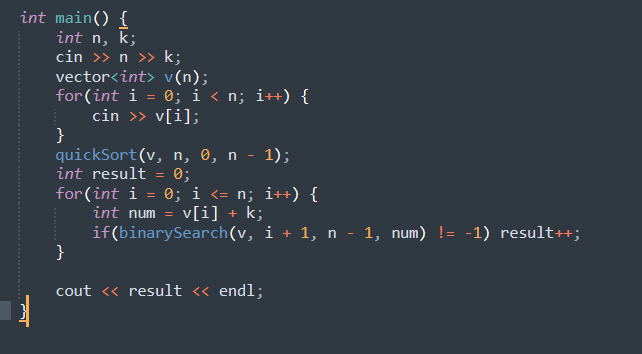 int main() {
    int n, k;
    cin >> n >> k;
    vector<int> v(n);
    for(int i = 0; i < n; i++) {
        cin >> v[i];
    }
    quickSort(v, n, 0, n - 1);
    int result = 0;
    for(int i = 0; i <= n; i++) {
        int num = v[i] + k;
        if(binarySearch(v, i + 1, n - 1, num) != -1) result++;
    }

    cout << result << endl;
}